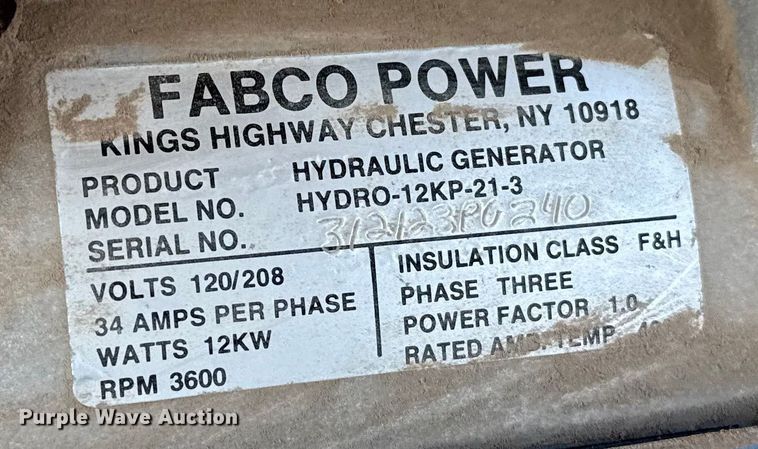 FABCO POWER
KINGS HIGHWAY CHESTER, NY 10918
PRODUCT HYDRAULIC GENERATOR
MODEL NO. HYDRO-12KP-21-3
SERIAL NO.
VOLTS 120/208
34 AMPS PER PHASE
WATTS 12KW
RPM 3600
INSULATION CLASS F&H
PHASE THREE
POWER FACTOR 1.0
RATED TEMP
Purple Wave Auction